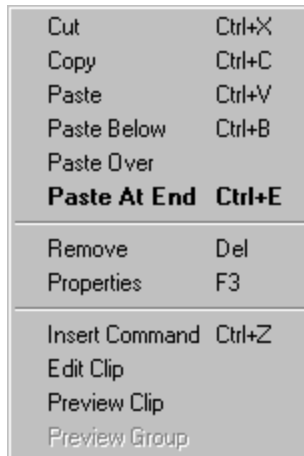 Cut Ctrl+X
Copy Ctrl+C
Paste Ctrl+V
Paste Below Ctrl+B
Paste Over
Paste At End Ctrl+E
Remove Del
Properties F3
Insert Command Ctrl+Z
Edit Clip
Preview Clip
Preview Group